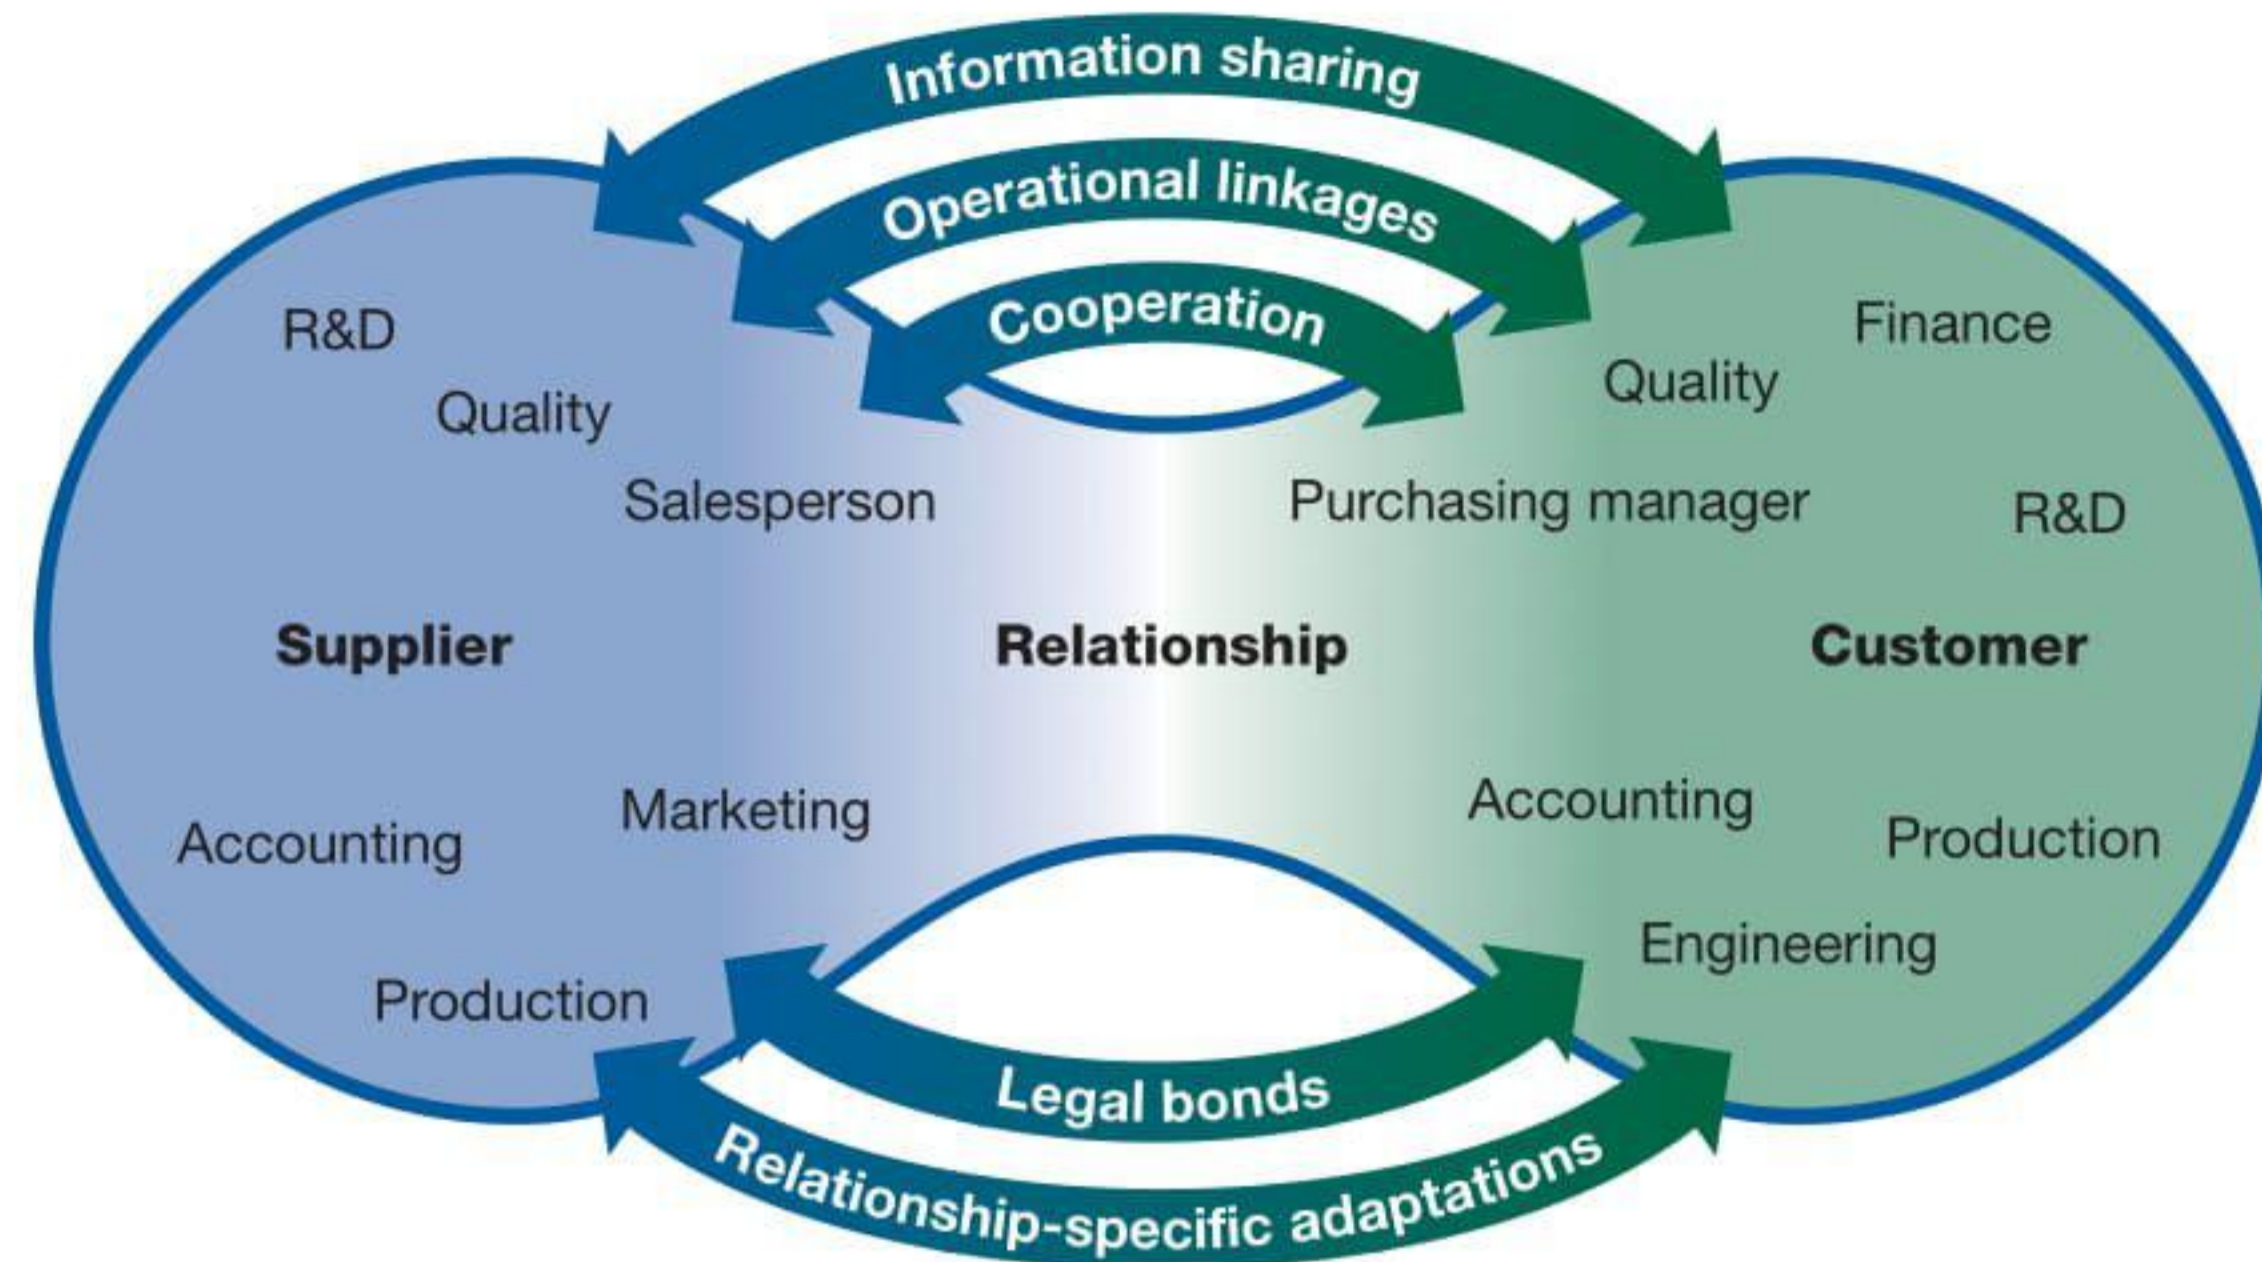 Information sharing
Operational linkages
Cooperation
R&D
Quality
Salesperson
Finance
Quality
Purchasing manager
R&D
Supplier
Relationship
Customer
Accounting
Marketing
Production
Accounting
Production
Engineering
Legal bonds
Relationship-specific adaptations